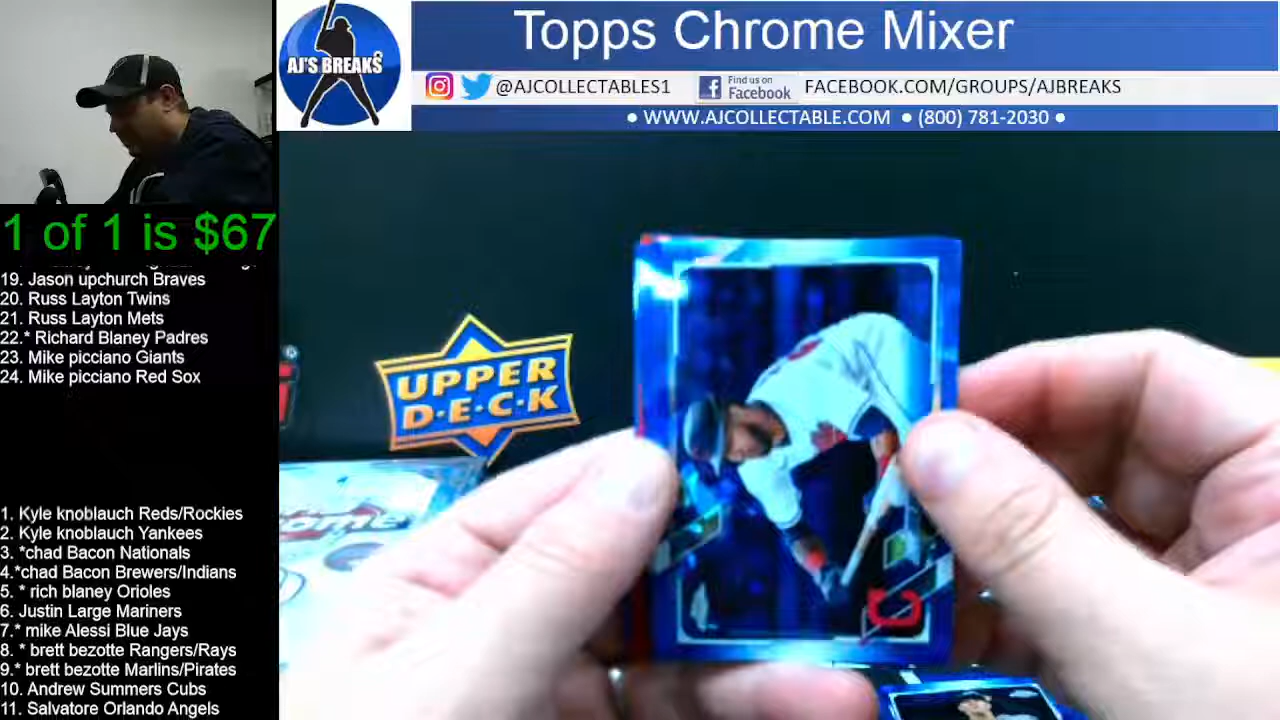 Topps Chrome Mixer
AJ'S BREAKS
@AJCOLLECTABLES1
Find us on
Facebook
FACEBOOK.COM/GROUPS/AJBREAKS
● WWW.AJCOLLECTABLE.COM ● (800) 781-2030 ●
1 of 1 is $67
19. Jason upchurch Braves
20. Russ Layton Twins
21. Russ Layton Mets
22.* Richard Blaney Padres
23. Mike picciano Giants
24. Mike picciano Red Sox
UPPER
D·E·C·K
1. Kyle knoblauch Reds/Rockies
2. Kyle knoblauch Yankees
3. *chad Bacon Nationals
4.*chad Bacon Brewers/Indians
5. * rich blaney Orioles
6. Justin Large Mariners
7.* mike Alessi Blue Jays
8. * brett bezotte Rangers/Rays
9.* brett bezotte Marlins/Pirates
10. Andrew Summers Cubs
11. Salvatore Orlando Angels